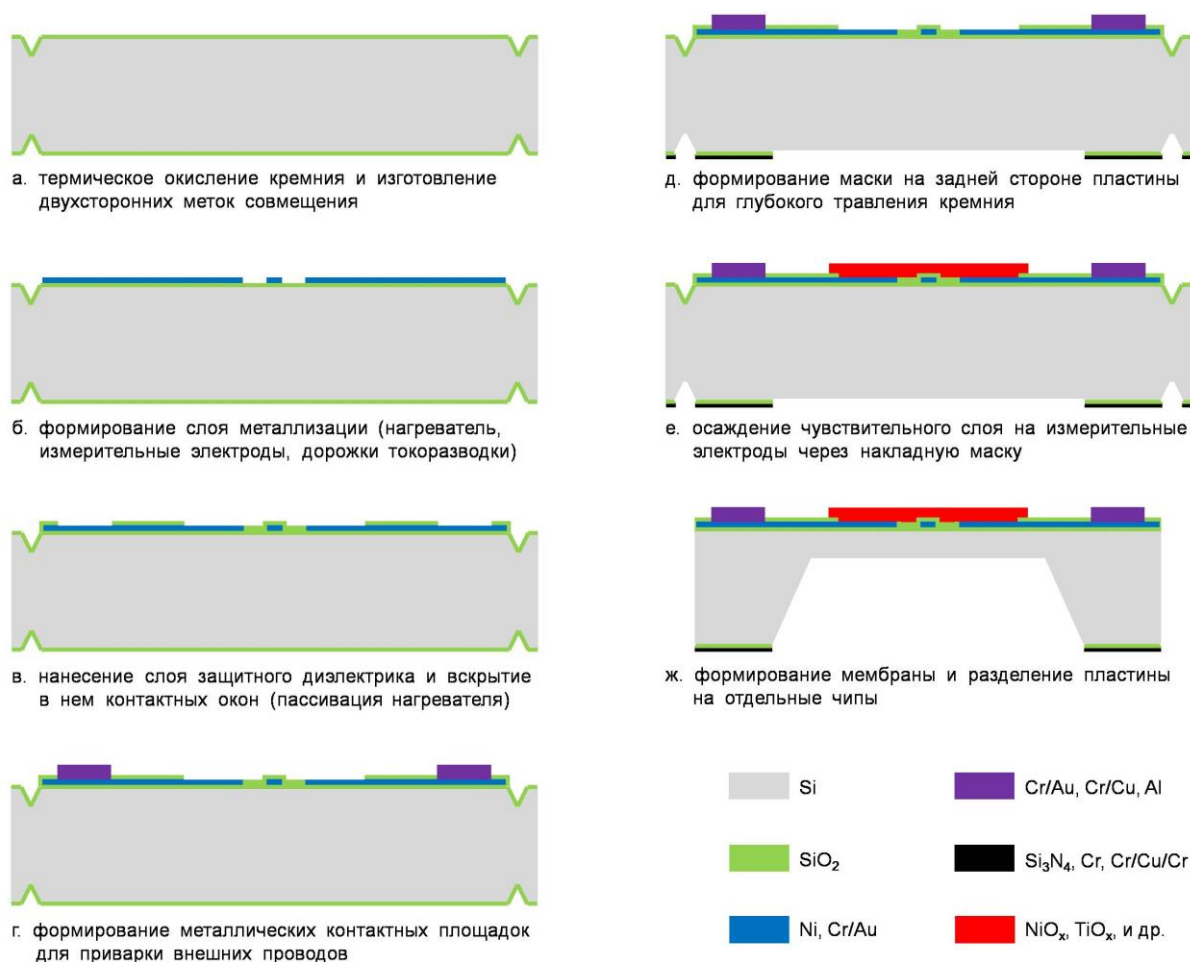 а. термическое окисление кремния и изготовление
двухсторонних меток совмещения
б. формирование слоя металлизации (нагреватель,
измерительные электроды, дорожки токоразводки)
в. нанесение слоя защитного диэлектрика и вскрытие
в нем контактных окон (пассивация нагревателя)
г. формирование металлических контактных площадок
для приварки внешних проводов
д. формирование маски на задней стороне пластины
для глубокого травления кремния
е. осаждение чувствительного слоя на измерительные
электроды через накладную маску
ж. формирование мембраны и разделение пластины
на отдельные чипы
Si
Cr/Au, Cr/Cu, Al
SiO₂
Si₃N₄, Cr, Cr/Cu/Cr
Ni, Cr/Au
NiOₓ, TiOₓ, и др.